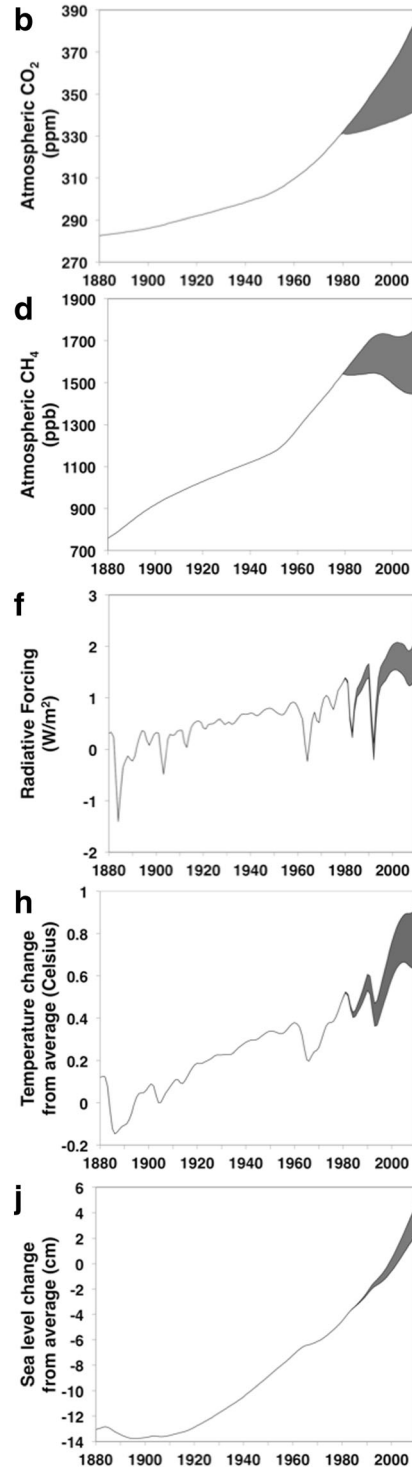 b
390
370
350
330
310
290
270
Atmospheric CO₂
(ppm)
1880 1900 1920 1940 1960 1980 2000
d
1900
1700
1500
1300
1100
900
700
Atmospheric CH₄
(ppb)
1880 1900 1920 1940 1960 1980 2000
f
3
2
1
0
-1
-2
Radiative Forcing
(W/m²)
1880 1900 1920 1940 1960 1980 2000
h
1
0.8
0.6
0.4
0.2
0
-0.2
Temperature change
from average (Celsius)
1880 1900 1920 1940 1960 1980 2000
j
6
4
2
0
-2
-4
-6
-8
-10
-12
-14
Sea level change
from average (cm)
1880 1900 1920 1940 1960 1980 2000